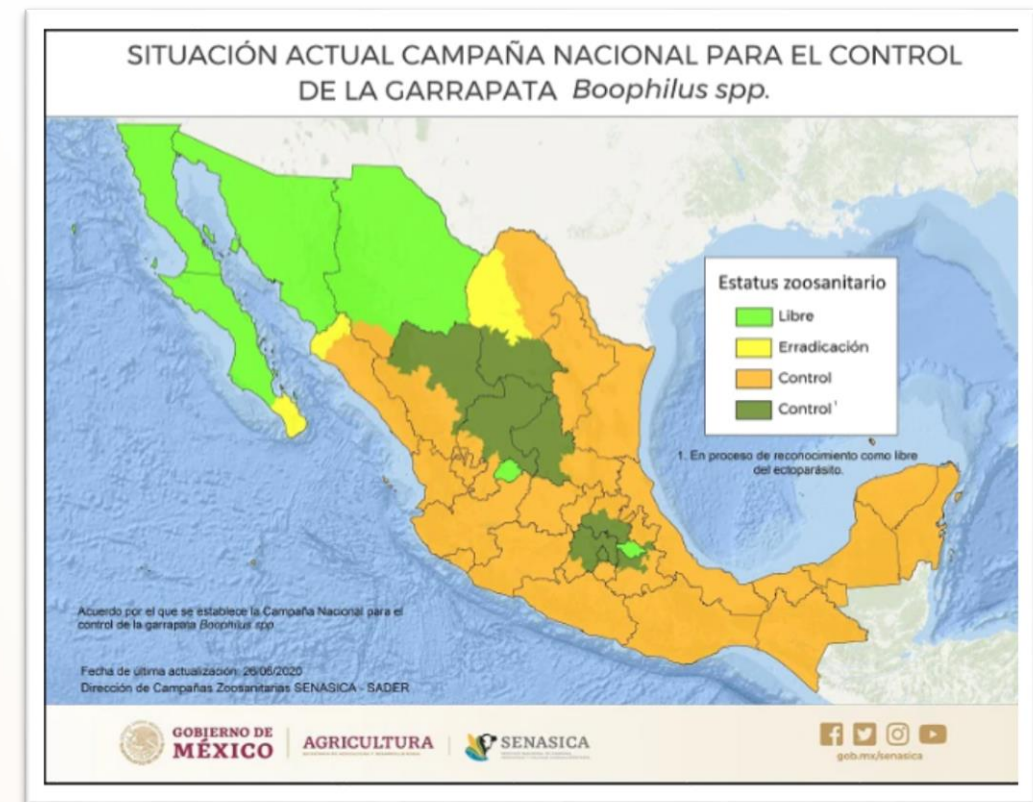 SITUACIÓN ACTUAL CAMPAÑA NACIONAL PARA EL CONTROL
DE LA GARRAPATA Boophilus spp.
Estatus zoosanitario
Libre
Erradicación
Control
Control¹
1. En proceso de reconocimiento como libre
del ectoparásito.
Acuerdo por el que se establece la Campaña Nacional para el
control de la garrapata Boophilus spp.
Fecha de última actualización: 26/06/2020
Dirección de Campañas Zoosanitarias SENASICA - SADER
GOBIERNO DE
MÉXICO
AGRICULTURA
SENASICA
gob.mx/senasica